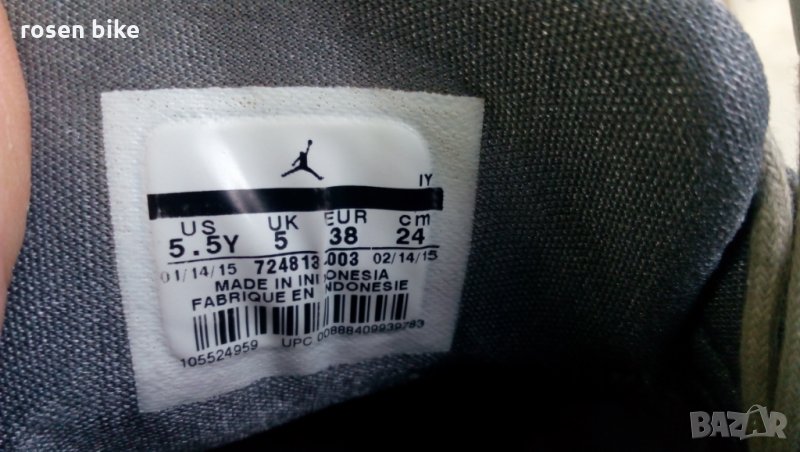 rosen bike
IY
US UK EUR cm
5.5Y 5 38 24
01/14/15 724813 003 02/14/15
MADE IN INDONESIA
FABRIQUE EN INDONESIE
105524959 UPC 00888409939783
BAZAR